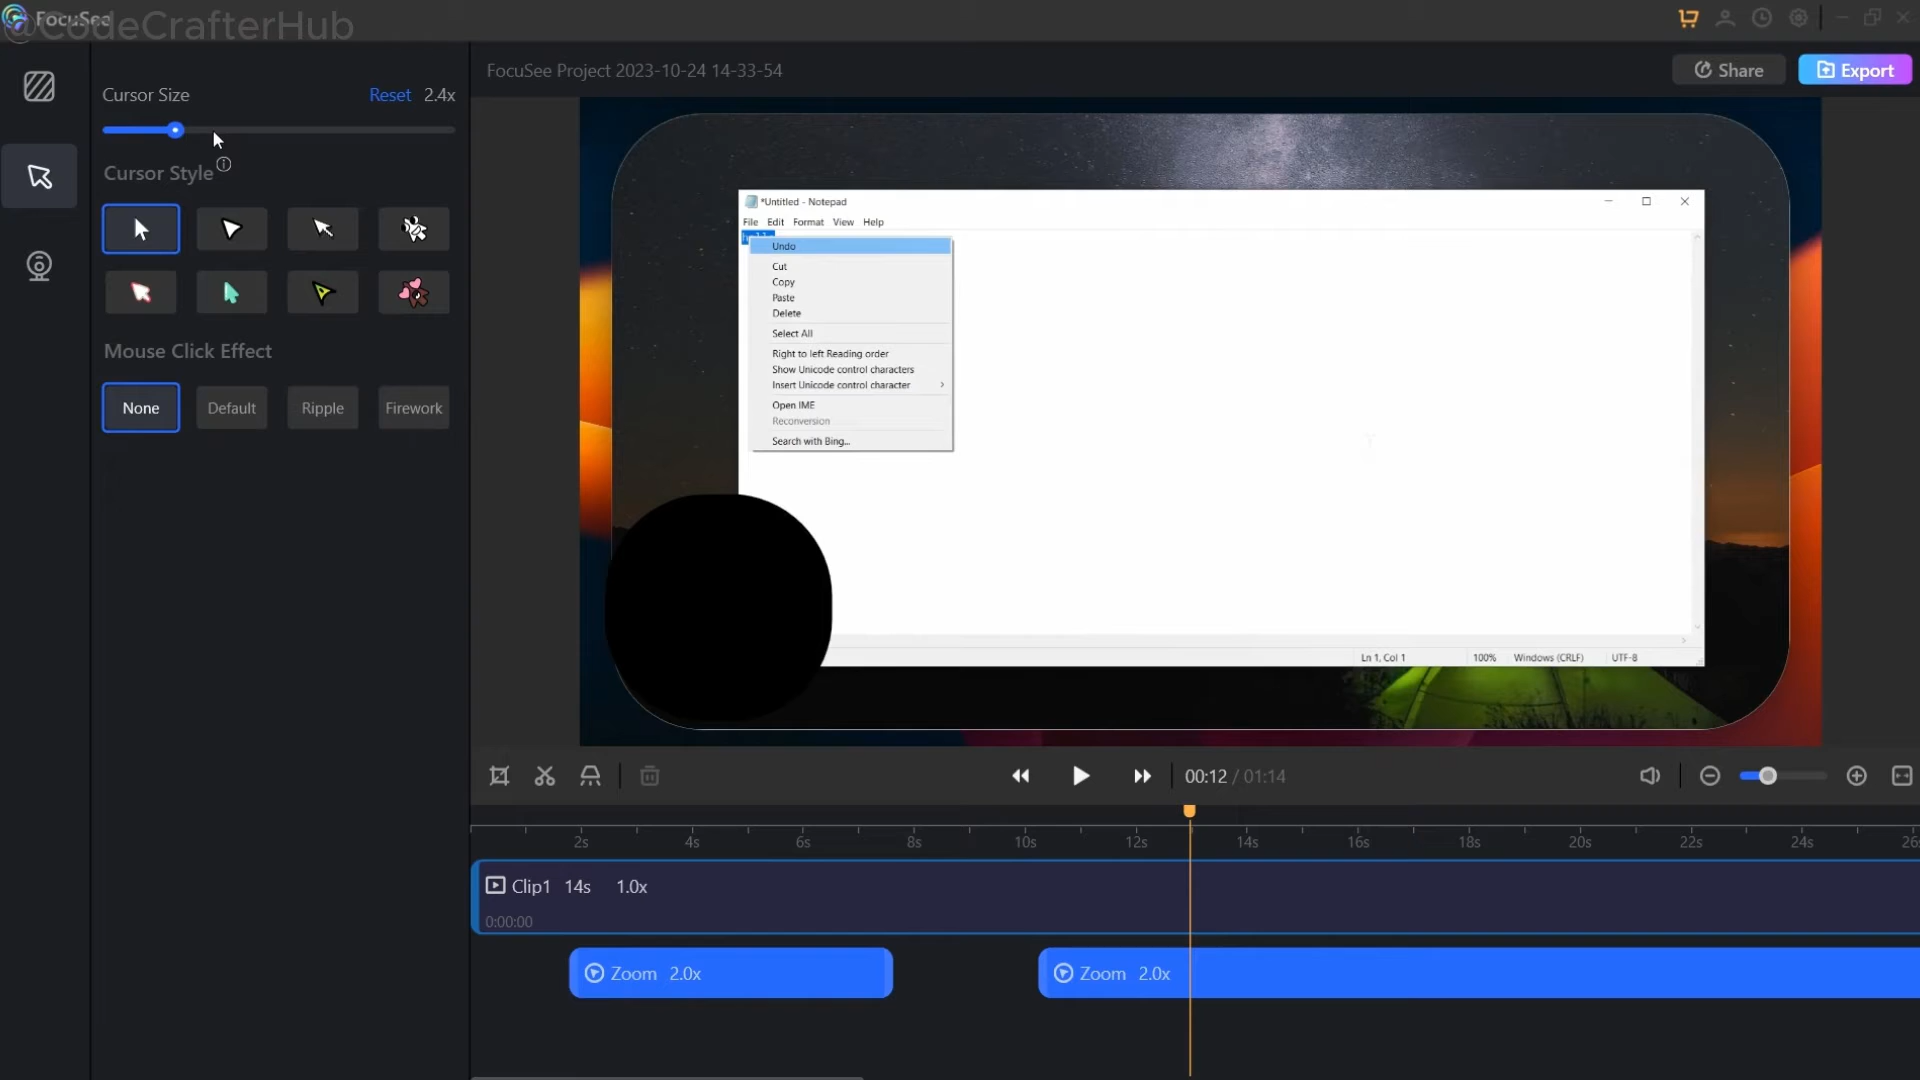 FocuSee
@CodeCrafterHub
FocuSee Project 2023-10-24 14-33-54
Share
Export
Cursor Size
Reset
2.4x
Cursor Style
Mouse Click Effect
None
Default
Ripple
Firework
*Untitled - Notepad
File Edit Format View Help
Undo
Cut
Copy
Paste
Delete
Select All
Right to left Reading order
Show Unicode control characters
Insert Unicode control character
Open IME
Reconversion
Search with Bing...
Ln 1, Col 1
100%
Windows (CRLF)
UTF-8
00:12 / 01:14
2s
4s
6s
8s
10s
12s
14s
16s
18s
20s
22s
24s
Clip1 14s 1.0x
0:00:00
Zoom 2.0x
Zoom 2.0x